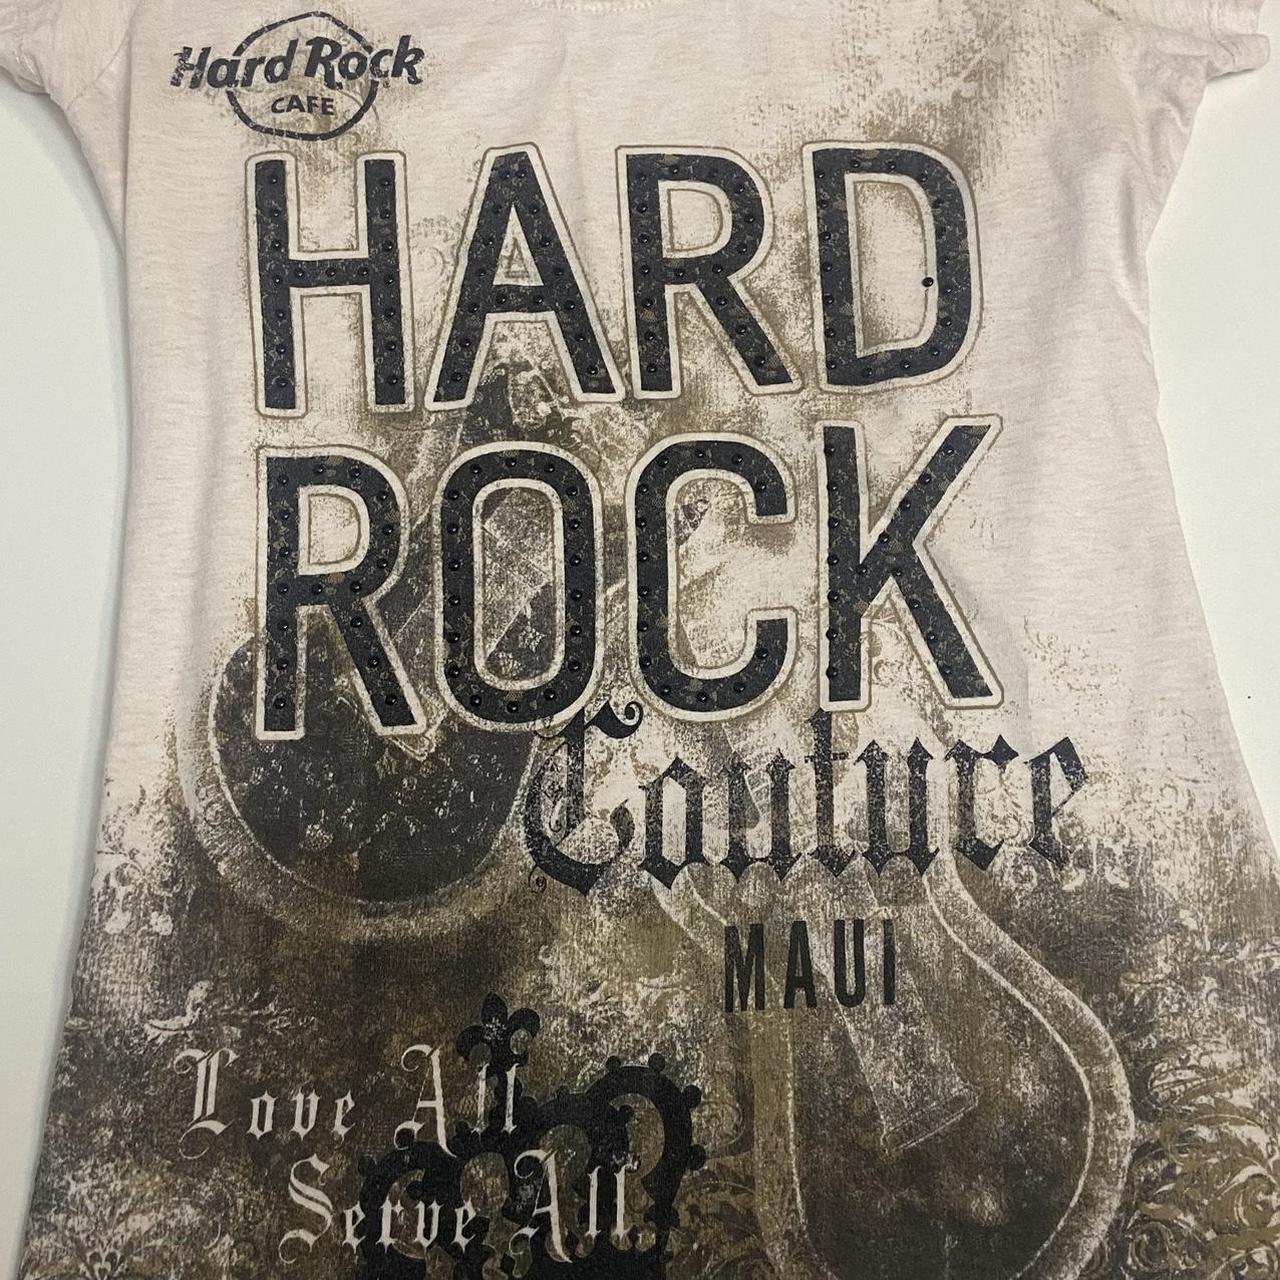 Hard Rock
CAFE
HARD
ROCK
Couture
MAUI
Love All
Serve All